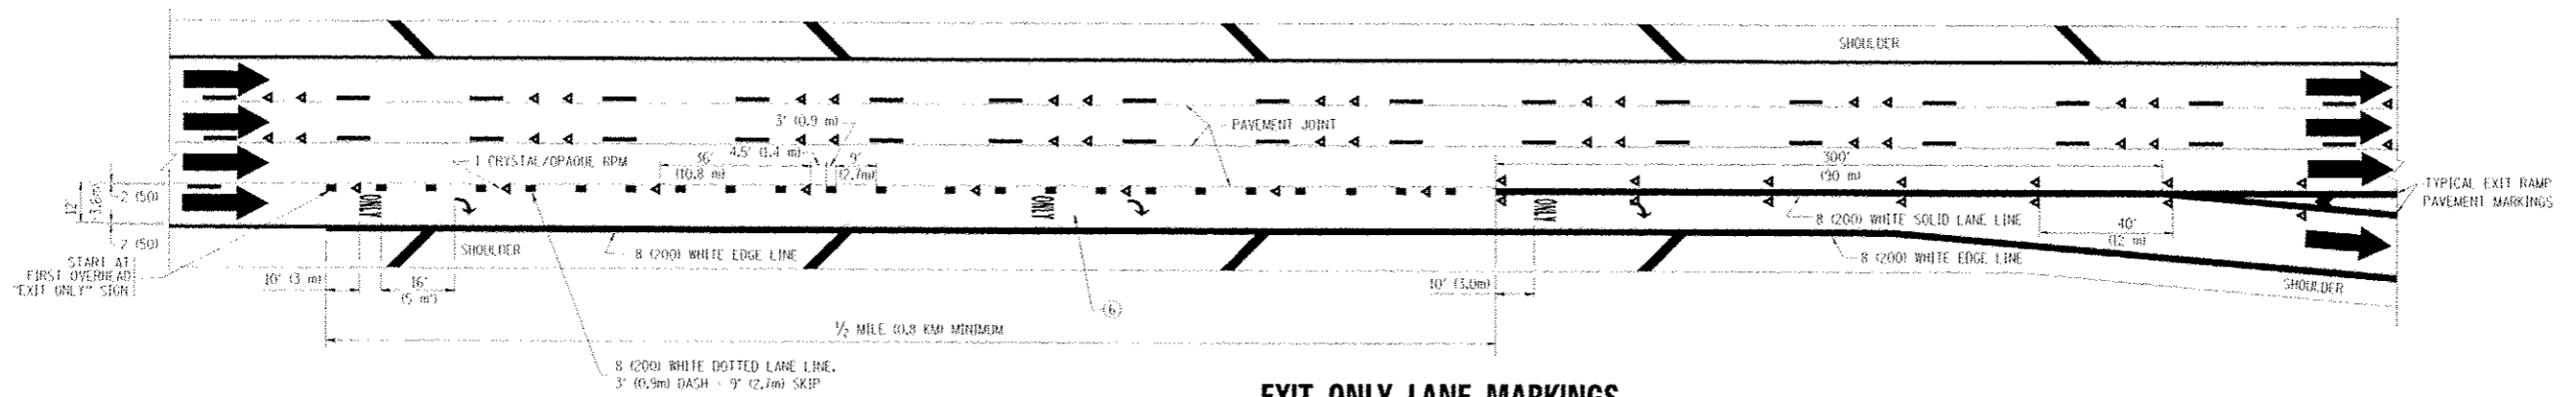 SHOULDER
3' (0.9 m)
PAVEMENT JOINT
4.5' (1.4 m)
9'
(2.7m)
36'
(10.8 m)
1 CRYSTAL/OPAQUE RPM
300'
(90 m)
12'
3.6m
2 (50)
2 (50)
ONLY
ONLY
ONLY
TYPICAL EXIT RAMP
PAVEMENT MARKINGS
8 (200) WHITE SOLID LANE LINE
40'
(12 m)
SHOULDER
8 (200) WHITE EDGE LINE
8 (200) WHITE EDGE LINE
START AT
FIRST OVERHEAD
"EXIT ONLY" SIGN
10' (3 m)
16'
(5 m)
10' (3.0m)
SHOULDER
6
1/2 MILE (0.8 KM) MINIMUM
8 (200) WHITE DOTTED LANE LINE,
3' (0.9m) DASH - 9' (2.7m) SKIP
EXIT ONLY LANE MARKINGS